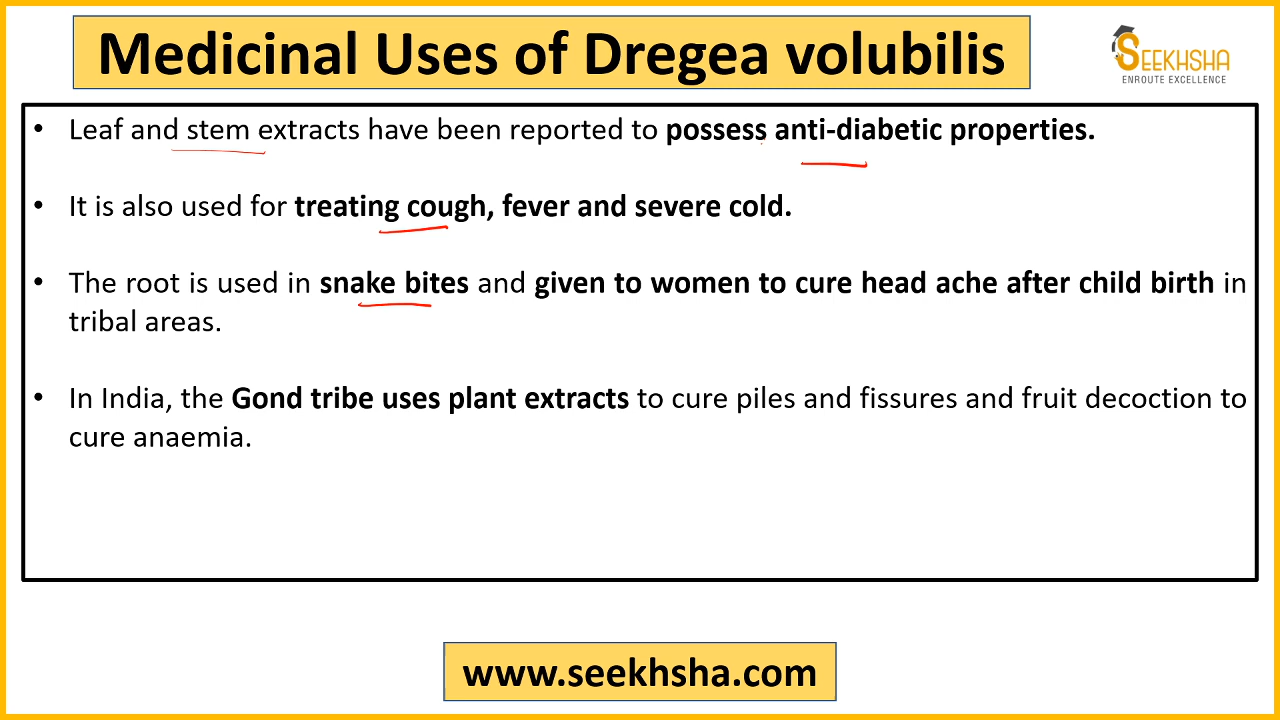 Medicinal Uses of Dregea volubilis
SEEKHSHA
ENROUTE EXCELLENCE
• Leaf and stem extracts have been reported to possess anti-diabetic properties.
• It is also used for treating cough, fever and severe cold.
• The root is used in snake bites and given to women to cure head ache after child birth in
tribal areas.
• In India, the Gond tribe uses plant extracts to cure piles and fissures and fruit decoction to
cure anaemia.
www.seekhsha.com